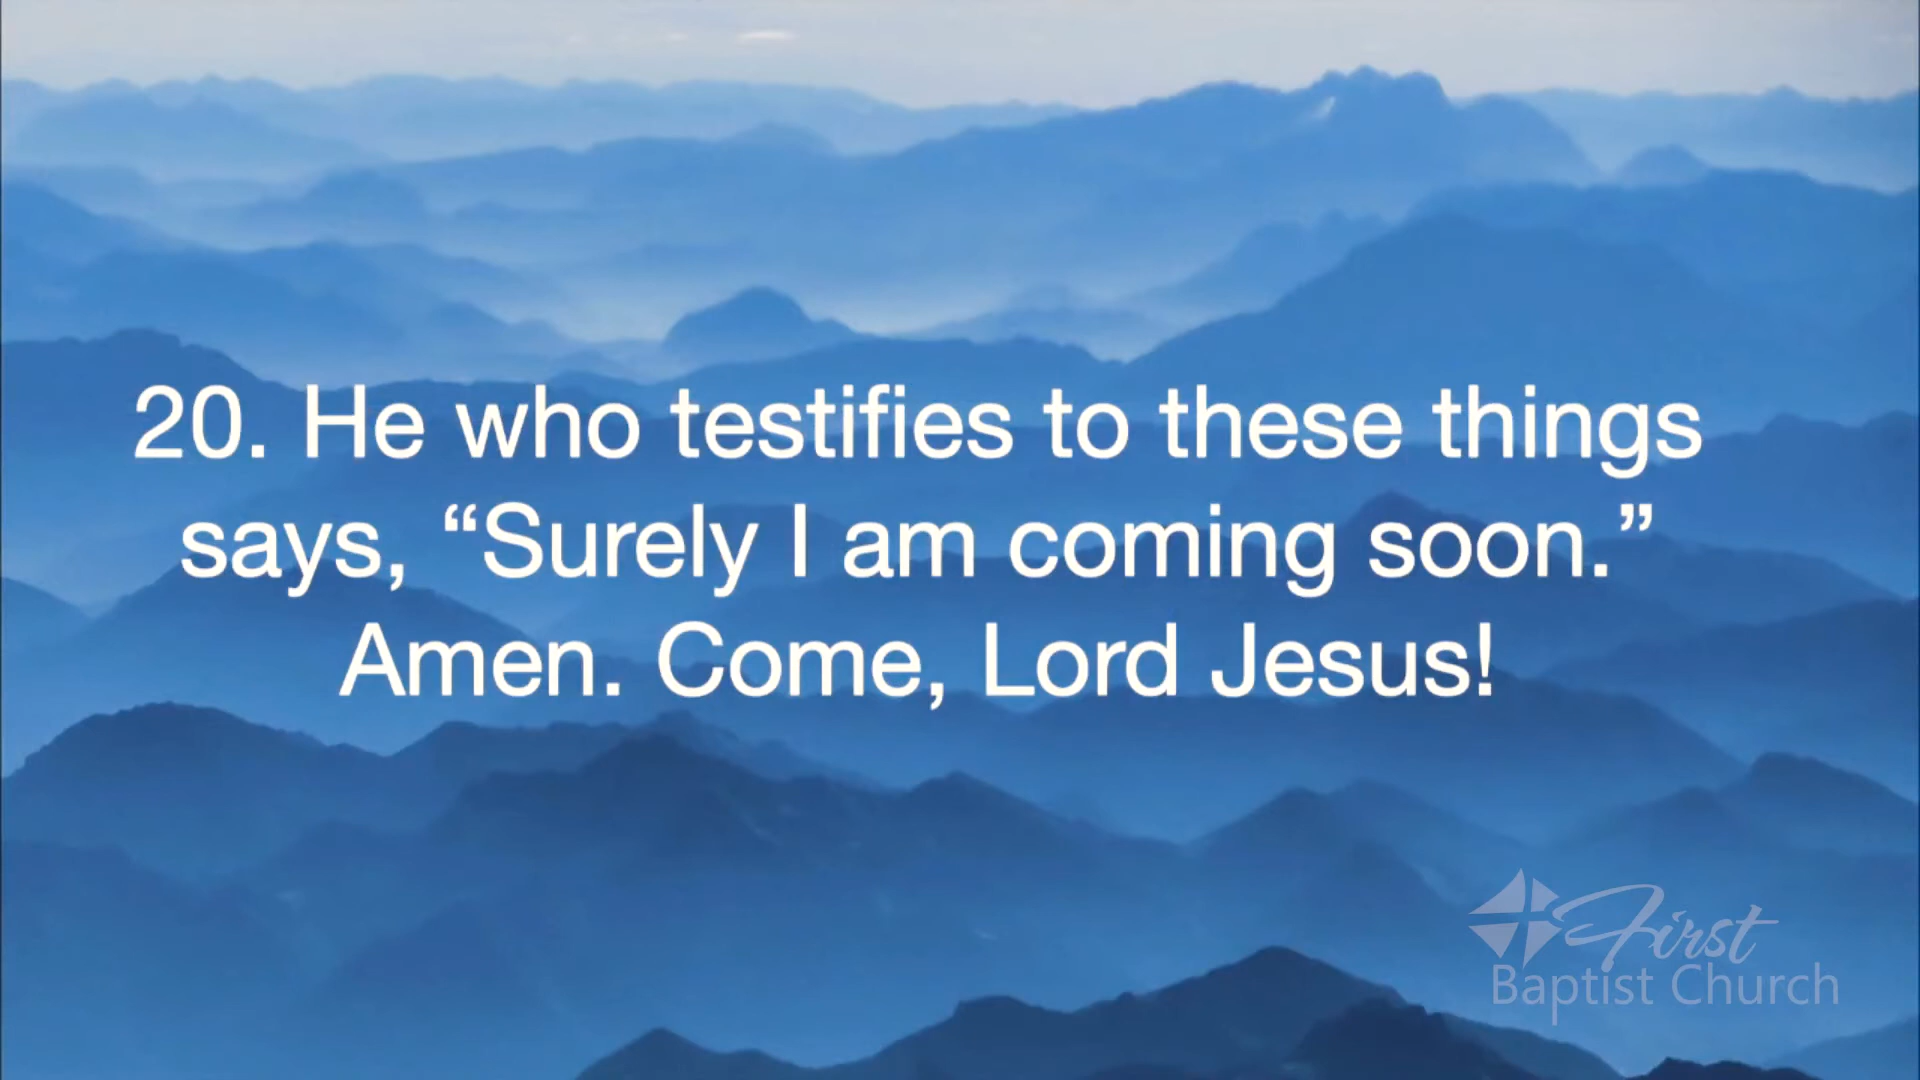 20. He who testifies to these things
says, “Surely I am coming soon.”
Amen. Come, Lord Jesus!
First
Baptist Church